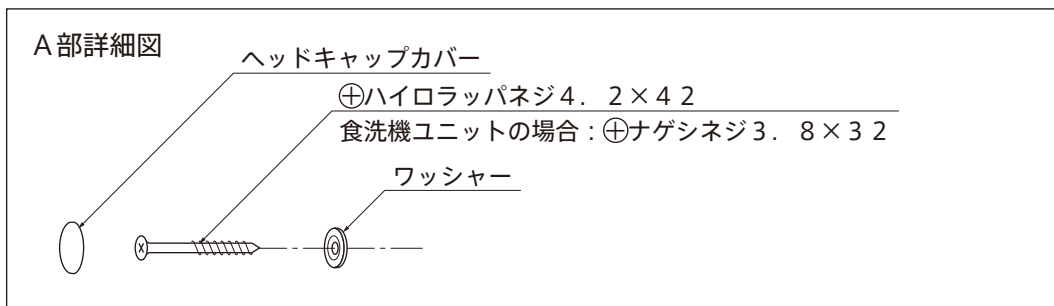 A部詳細図
ヘッドキャップカバー
⊕ハイロラッパネジ4．2×42
食洗機ユニットの場合：⊕ナゲシネジ3．8×32
ワッシャー